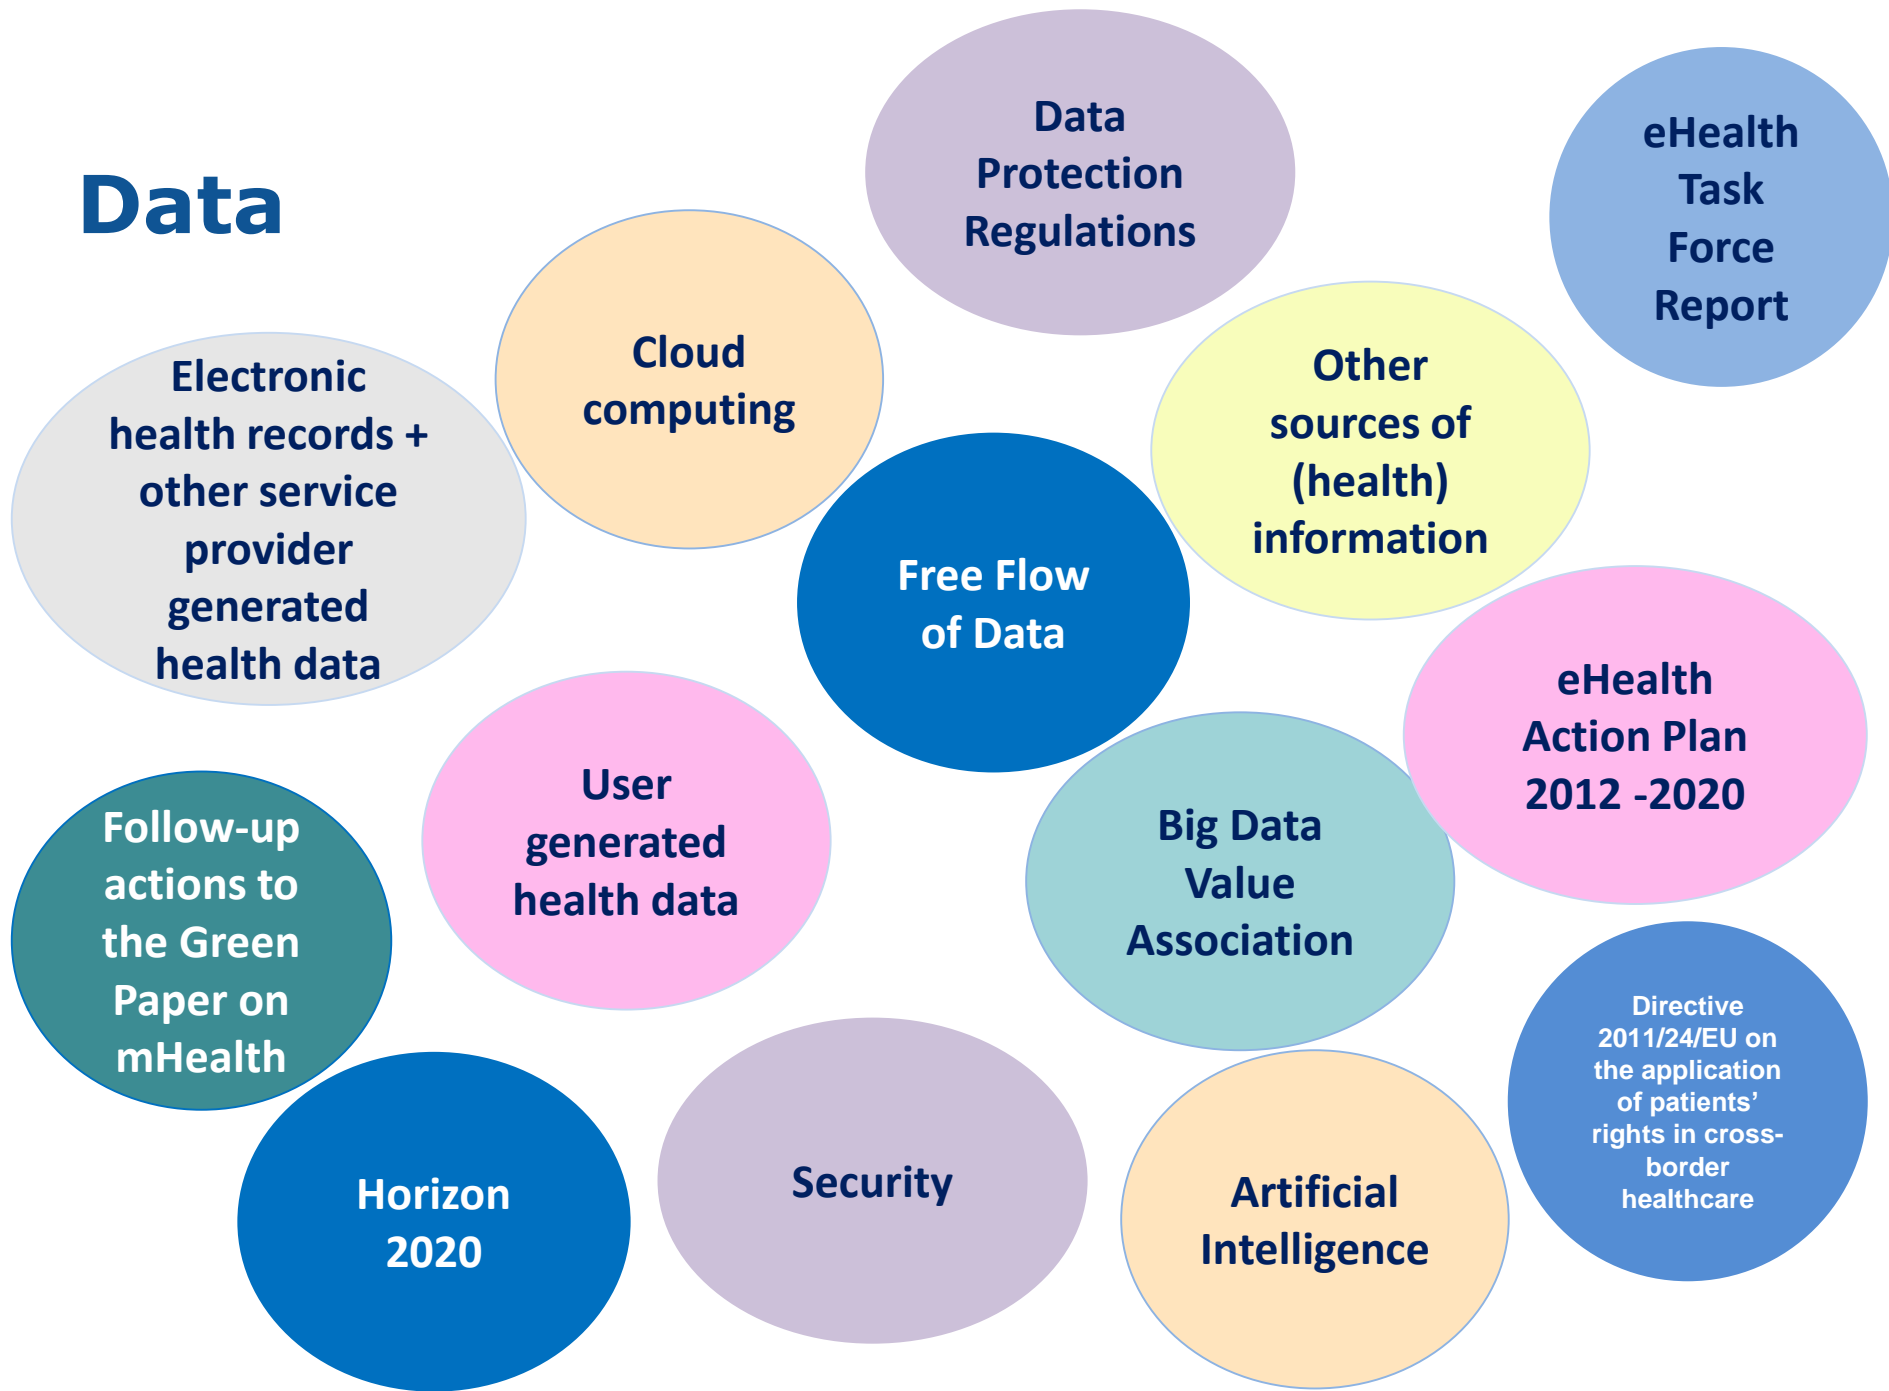 Data
Data
Protection
Regulations
eHealth
Task
Force
Report
Cloud
computing
Other
sources of
(health)
information
Electronic
health records +
other service
provider
generated
health data
Free Flow
of Data
eHealth
Action Plan
2012 -2020
User
generated
health data
Big Data
Value
Association
Follow-up
actions to
the Green
Paper on
mHealth
Directive
2011/24/EU on
the application
of patients’
rights in cross-
border
healthcare
Horizon
2020
Security
Artificial
Intelligence